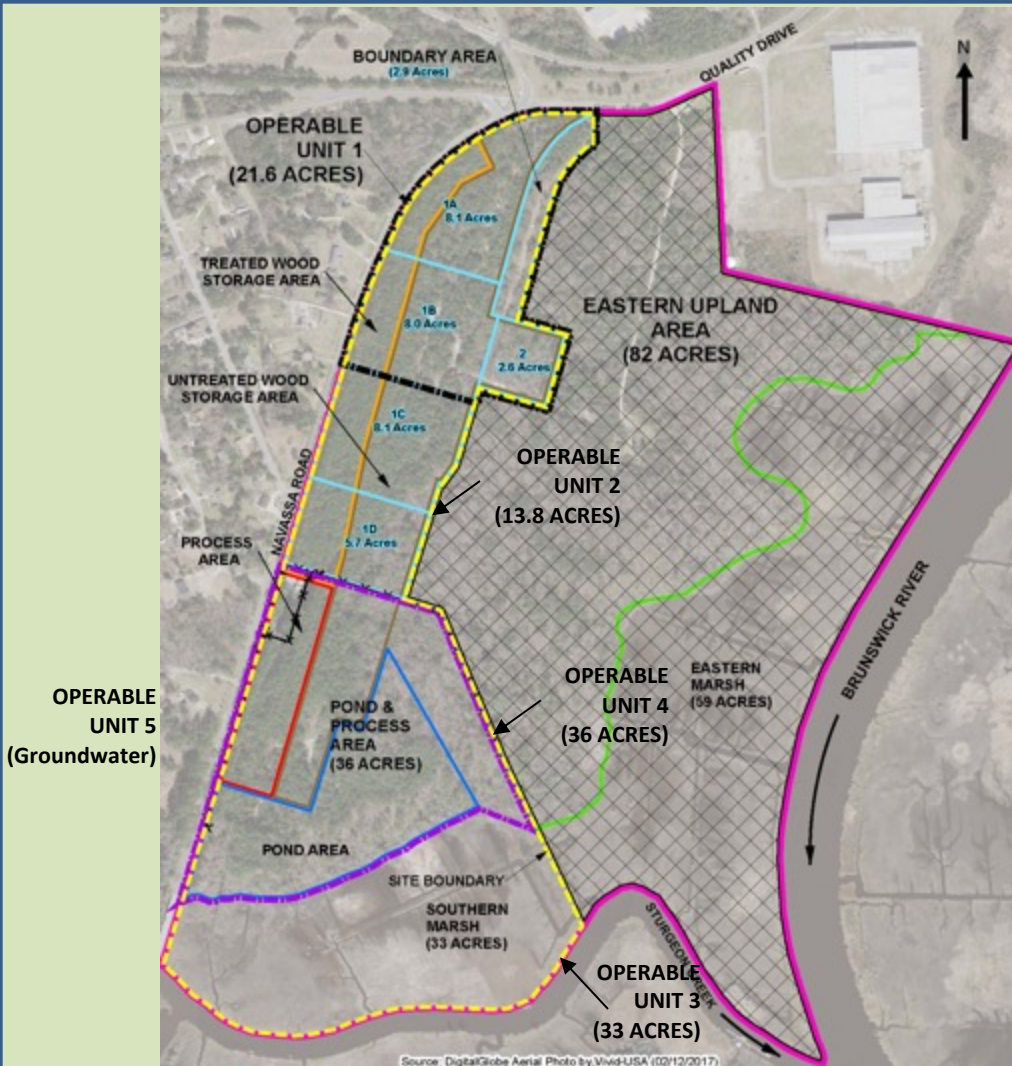 BOUNDARY AREA
(2.9 Acres)
QUALITY DRIVE
N
OPERABLE
UNIT 1
(21.6 ACRES)
1A
8.1 Acres
TREATED WOOD
STORAGE AREA
1B
8.0 Acres
EASTERN UPLAND
AREA
(82 ACRES)
2
2.6 Acres
UNTREATED WOOD
STORAGE AREA
1C
8.1 Acres
OPERABLE
UNIT 2
(13.8 ACRES)
NAVASSA ROAD
1D
5.7 Acres
PROCESS
AREA
BRUNSWICK RIVER
OPERABLE
UNIT 4
(36 ACRES)
EASTERN
MARSH
(59 ACRES)
OPERABLE
UNIT 5
(Groundwater)
POND &
PROCESS
AREA
(36 ACRES)
POND AREA
SITE BOUNDARY
SOUTHERN
MARSH
(33 ACRES)
STURGEON CREEK
OPERABLE
UNIT 3
(33 ACRES)
Source: DigitalGlobe Aerial Photo by Vivid-USA (02/12/2017)